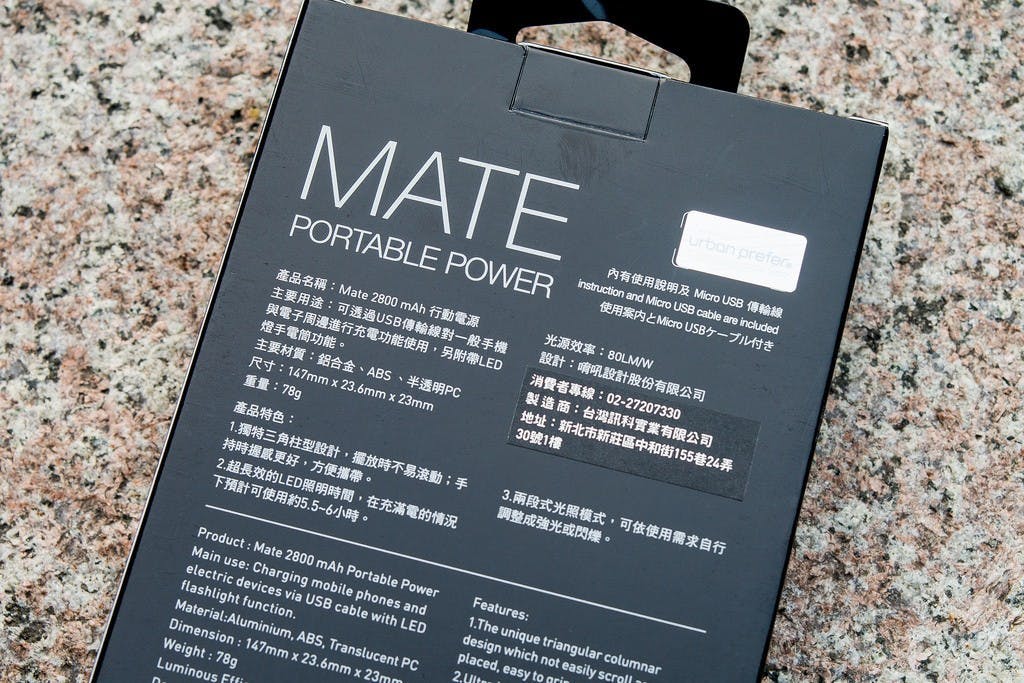 MATE
PORTABLE POWER
urban prefer
內有使用說明及 Micro USB 傳輸線
instruction and Micro USB cable are included
使用案内とMicro USBケーブル付き
產品名稱：Mate 2800 mAh 行動電源
主要用途：可透過USB傳輸線對一般手機
與電子周邊進行充電功能使用，另附帶LED
燈手電筒功能。
主要材質：鋁合金、ABS 、半透明PC
尺寸：147mm x 23.6mm x 23mm
重量：78g
光源效率：80LM/W
設計：唷吼設計股份有限公司
消費者專線：02-27207330
製 造 商：台灣訊科實業有限公司
地址：新北市新莊區中和街155巷24弄
30號1樓
產品特色：
1.獨特三角柱型設計，擺放時不易滾動；手
持時握感更好，方便攜帶。
2.超長效的LED照明時間，在充滿電的情況
下預計可使用約5.5~6小時。
3.兩段式光照模式，可依使用需求自行
調整成強光或閃爍。
Product : Mate 2800 mAh Portable Power
Main use: Charging mobile phones and
electric devices via USB cable with LED
flashlight function.
Material:Aluminium, ABS, Translucent PC
Dimension : 147mm x 23.6mm x 23mm
Weight : 78g
Luminous
Features:
1.The unique triangular columnar
design which not easily scroll
placed, easy to